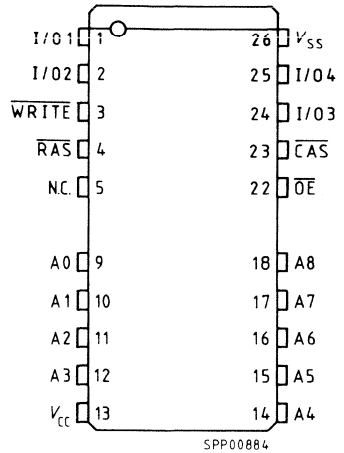 I/O1 1 26 VSS
I/O2 2 25 I/O4
WRITE 3 24 I/O3
RAS 4 23 CAS
N.C. 5 22 OE
A0 9 18 A8
A1 10 17 A7
A2 11 16 A6
A3 12 15 A5
VCC 13 14 A4
SPP00884